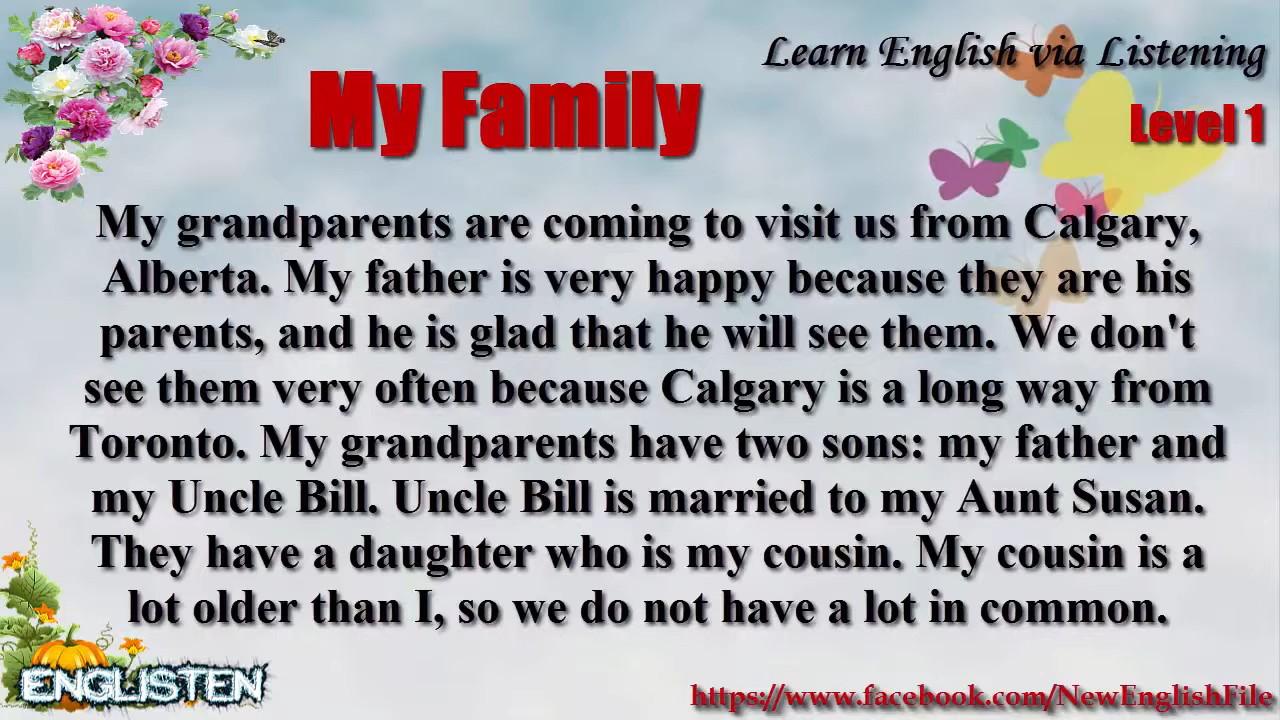 Learn English via Listening
My Family
Level 1
My grandparents are coming to visit us from Calgary,
Alberta. My father is very happy because they are his
parents, and he is glad that he will see them. We don't
see them very often because Calgary is a long way from
Toronto. My grandparents have two sons: my father and
my Uncle Bill. Uncle Bill is married to my Aunt Susan.
They have a daughter who is my cousin. My cousin is a
lot older than I, so we do not have a lot in common.
ENGLISTEN
https://www.facebook.com/NewEnglishFile